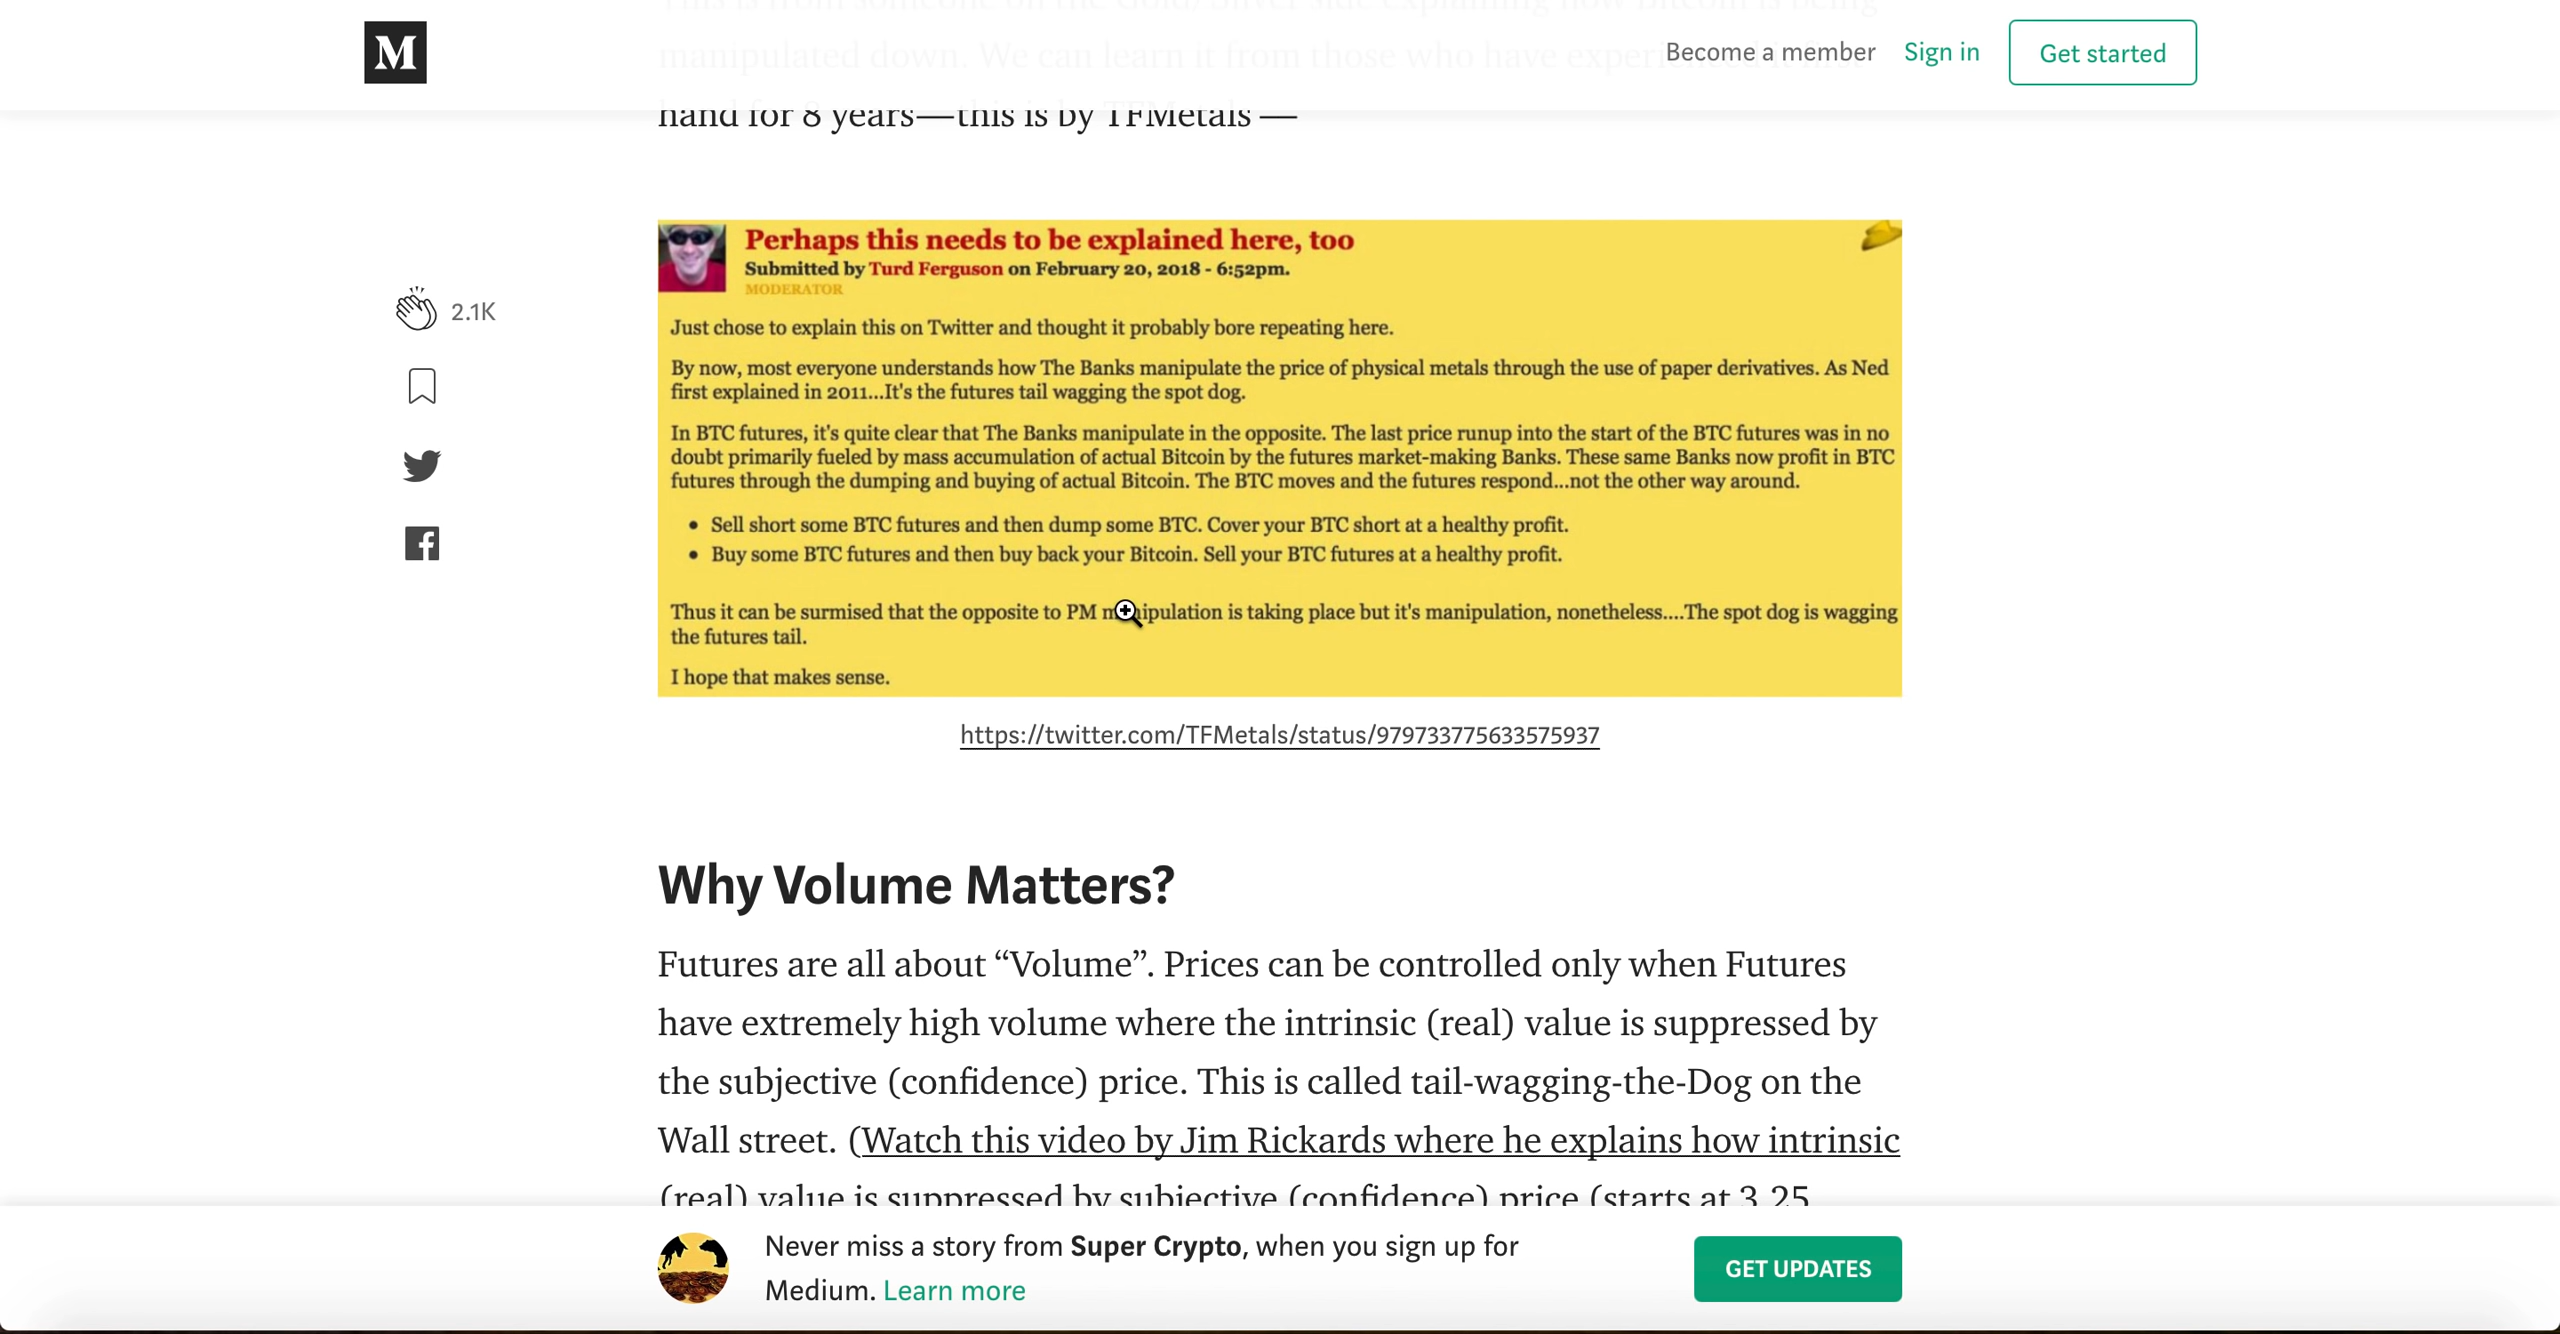 This is from someone on the Gold/Silver side explaining how Bitcoin is being
manipulated down. We can learn it from those who have
hand for 8 years—this is by TFMetals —
M
Become a member
Sign in
Get started
2.1K
Perhaps this needs to be explained here, too
Submitted by Turd Ferguson on February 20, 2018 - 6:52pm.
MODERATOR
Just chose to explain this on Twitter and thought it probably bore repeating here.
By now, most everyone understands how The Banks manipulate the price of physical metals through the use of paper derivatives. As Ned
first explained in 2011...It's the futures tail wagging the spot dog.
In BTC futures, it's quite clear that The Banks manipulate in the opposite. The last price runup into the start of the BTC futures was in no
doubt primarily fueled by mass accumulation of actual Bitcoin by the futures market-making Banks. These same Banks now profit in BTC
futures through the dumping and buying of actual Bitcoin. The BTC moves and the futures respond...not the other way around.
• Sell short some BTC futures and then dump some BTC. Cover your BTC short at a healthy profit.
• Buy some BTC futures and then buy back your Bitcoin. Sell your BTC futures at a healthy profit.
Thus it can be surmised that the opposite to PM manipulation is taking place but it's manipulation, nonetheless....The spot dog is wagging
the futures tail.
I hope that makes sense.
https://twitter.com/TFMetals/status/979733775633575937
Why Volume Matters?
Futures are all about “Volume”. Prices can be controlled only when Futures
have extremely high volume where the intrinsic (real) value is suppressed by
the subjective (confidence) price. This is called tail-wagging-the-Dog on the
Wall street. (Watch this video by Jim Rickards where he explains how intrinsic
(real) value is suppressed by subjective (confidence) price (starts at 3.25
Never miss a story from Super Crypto, when you sign up for
Medium. Learn more
GET UPDATES